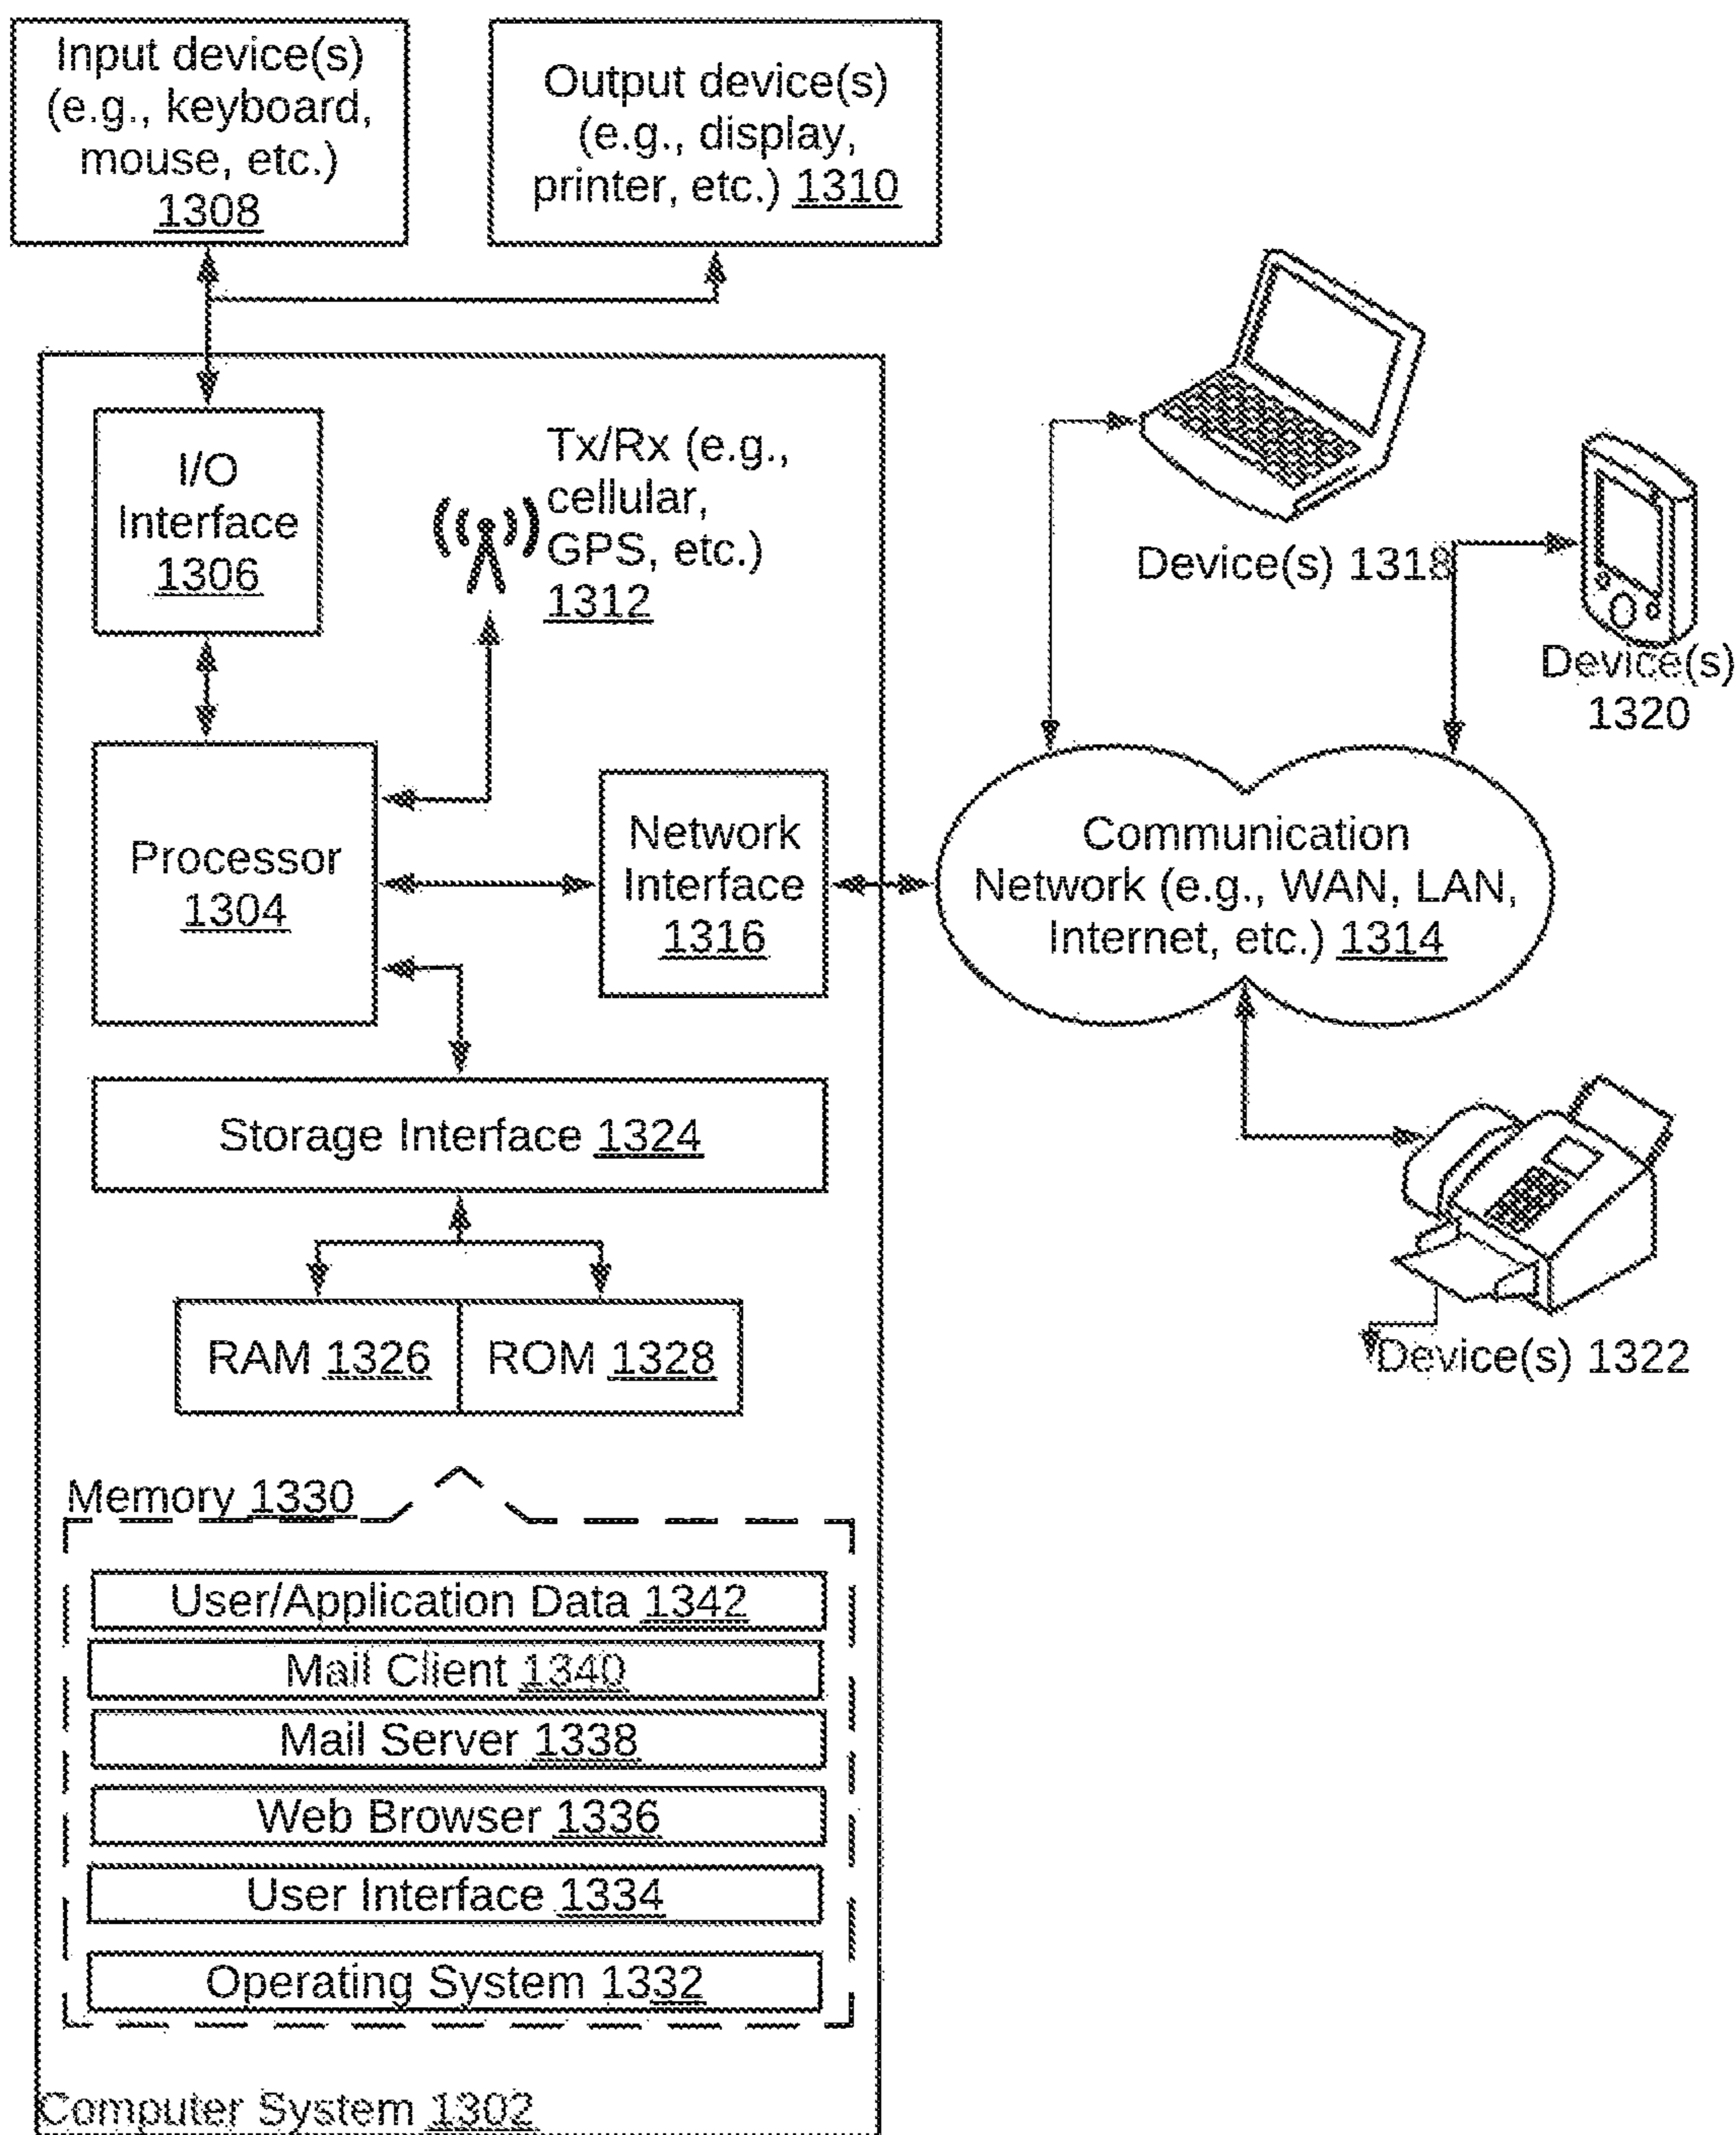 Input device(s)
(e.g., keyboard,
mouse, etc.)
1308
Output device(s)
(e.g., display,
printer, etc.) 1310
I/O
Interface
1306
Tx/Rx (e.g.,
cellular,
GPS, etc.)
1312
Device(s) 1318
Device(s)
1320
Processor
1304
Network
Interface
1316
Communication
Network (e.g., WAN, LAN,
Internet, etc.) 1314
Storage Interface 1324
RAM 1326
ROM 1328
Device(s) 1322
Memory 1330
User/Application Data 1342
Mail Client 1340
Mail Server 1338
Web Browser 1336
User Interface 1334
Operating System 1332
Computer System 1302